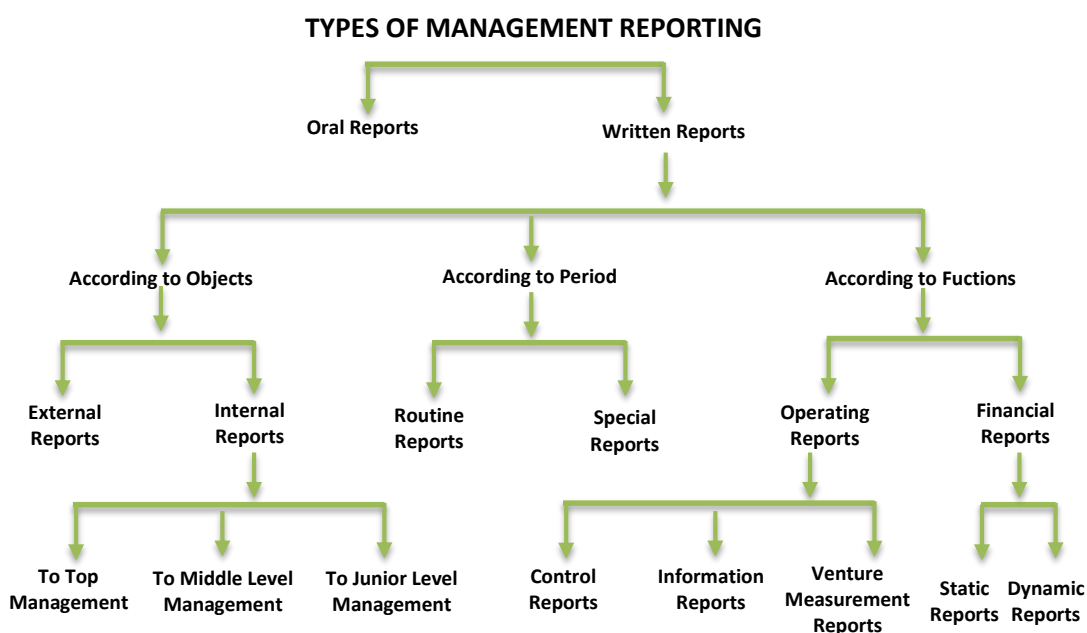 TYPES OF MANAGEMENT REPORTING
Oral Reports
Written Reports
According to Objects
According to Period
According to Fuctions
External
Reports
Internal
Reports
Routine
Reports
Special
Reports
Operating
Reports
Financial
Reports
To Top
Management
To Middle Level
Management
To Junior Level
Management
Control
Reports
Information
Reports
Venture
Measurement
Reports
Static
Reports
Dynamic
Reports